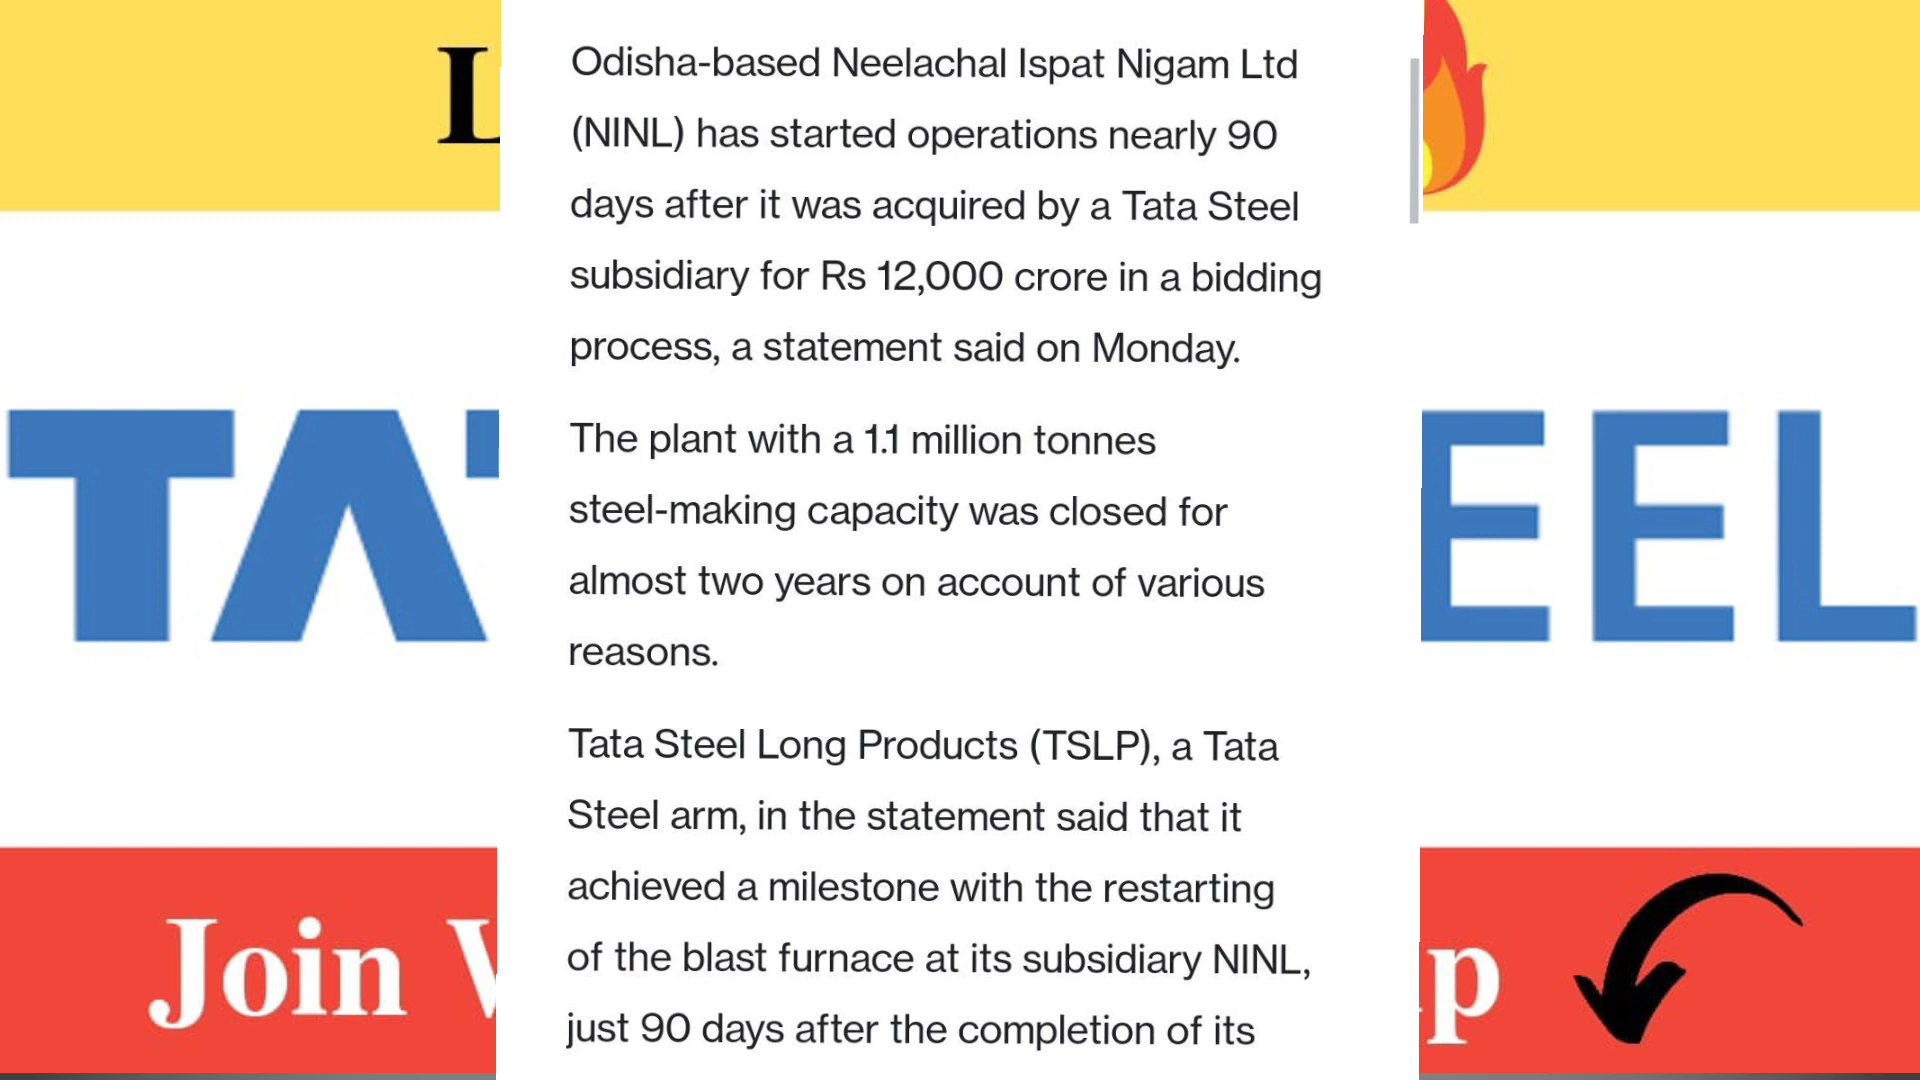 Odisha-based Neelachal Ispat Nigam Ltd
(NINL) has started operations nearly 90
days after it was acquired by a Tata Steel
subsidiary for Rs 12,000 crore in a bidding
process, a statement said on Monday.
The plant with a 1.1 million tonnes
steel-making capacity was closed for
almost two years on account of various
reasons.
Tata Steel Long Products (TSLP), a Tata
Steel arm, in the statement said that it
achieved a milestone with the restarting
of the blast furnace at its subsidiary NINL,
just 90 days after the completion of its
Join